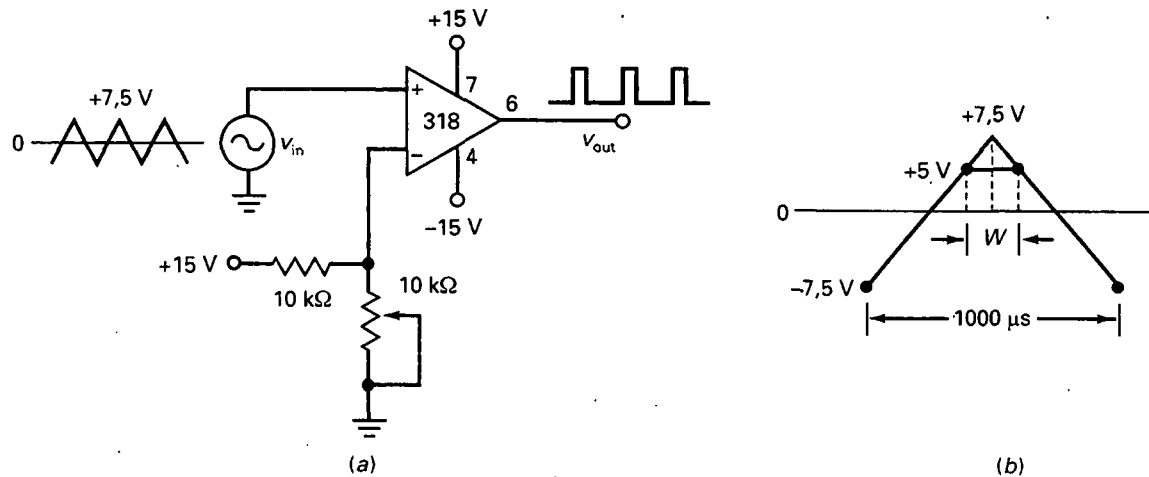 +15 V
+7,5 V
0
v_in
+
−
318
7
6
4
−15 V
v_out
+15 V
10 kΩ
10 kΩ
(a)
+7,5 V
+5 V
0
W
−7,5 V
1000 µs
(b)